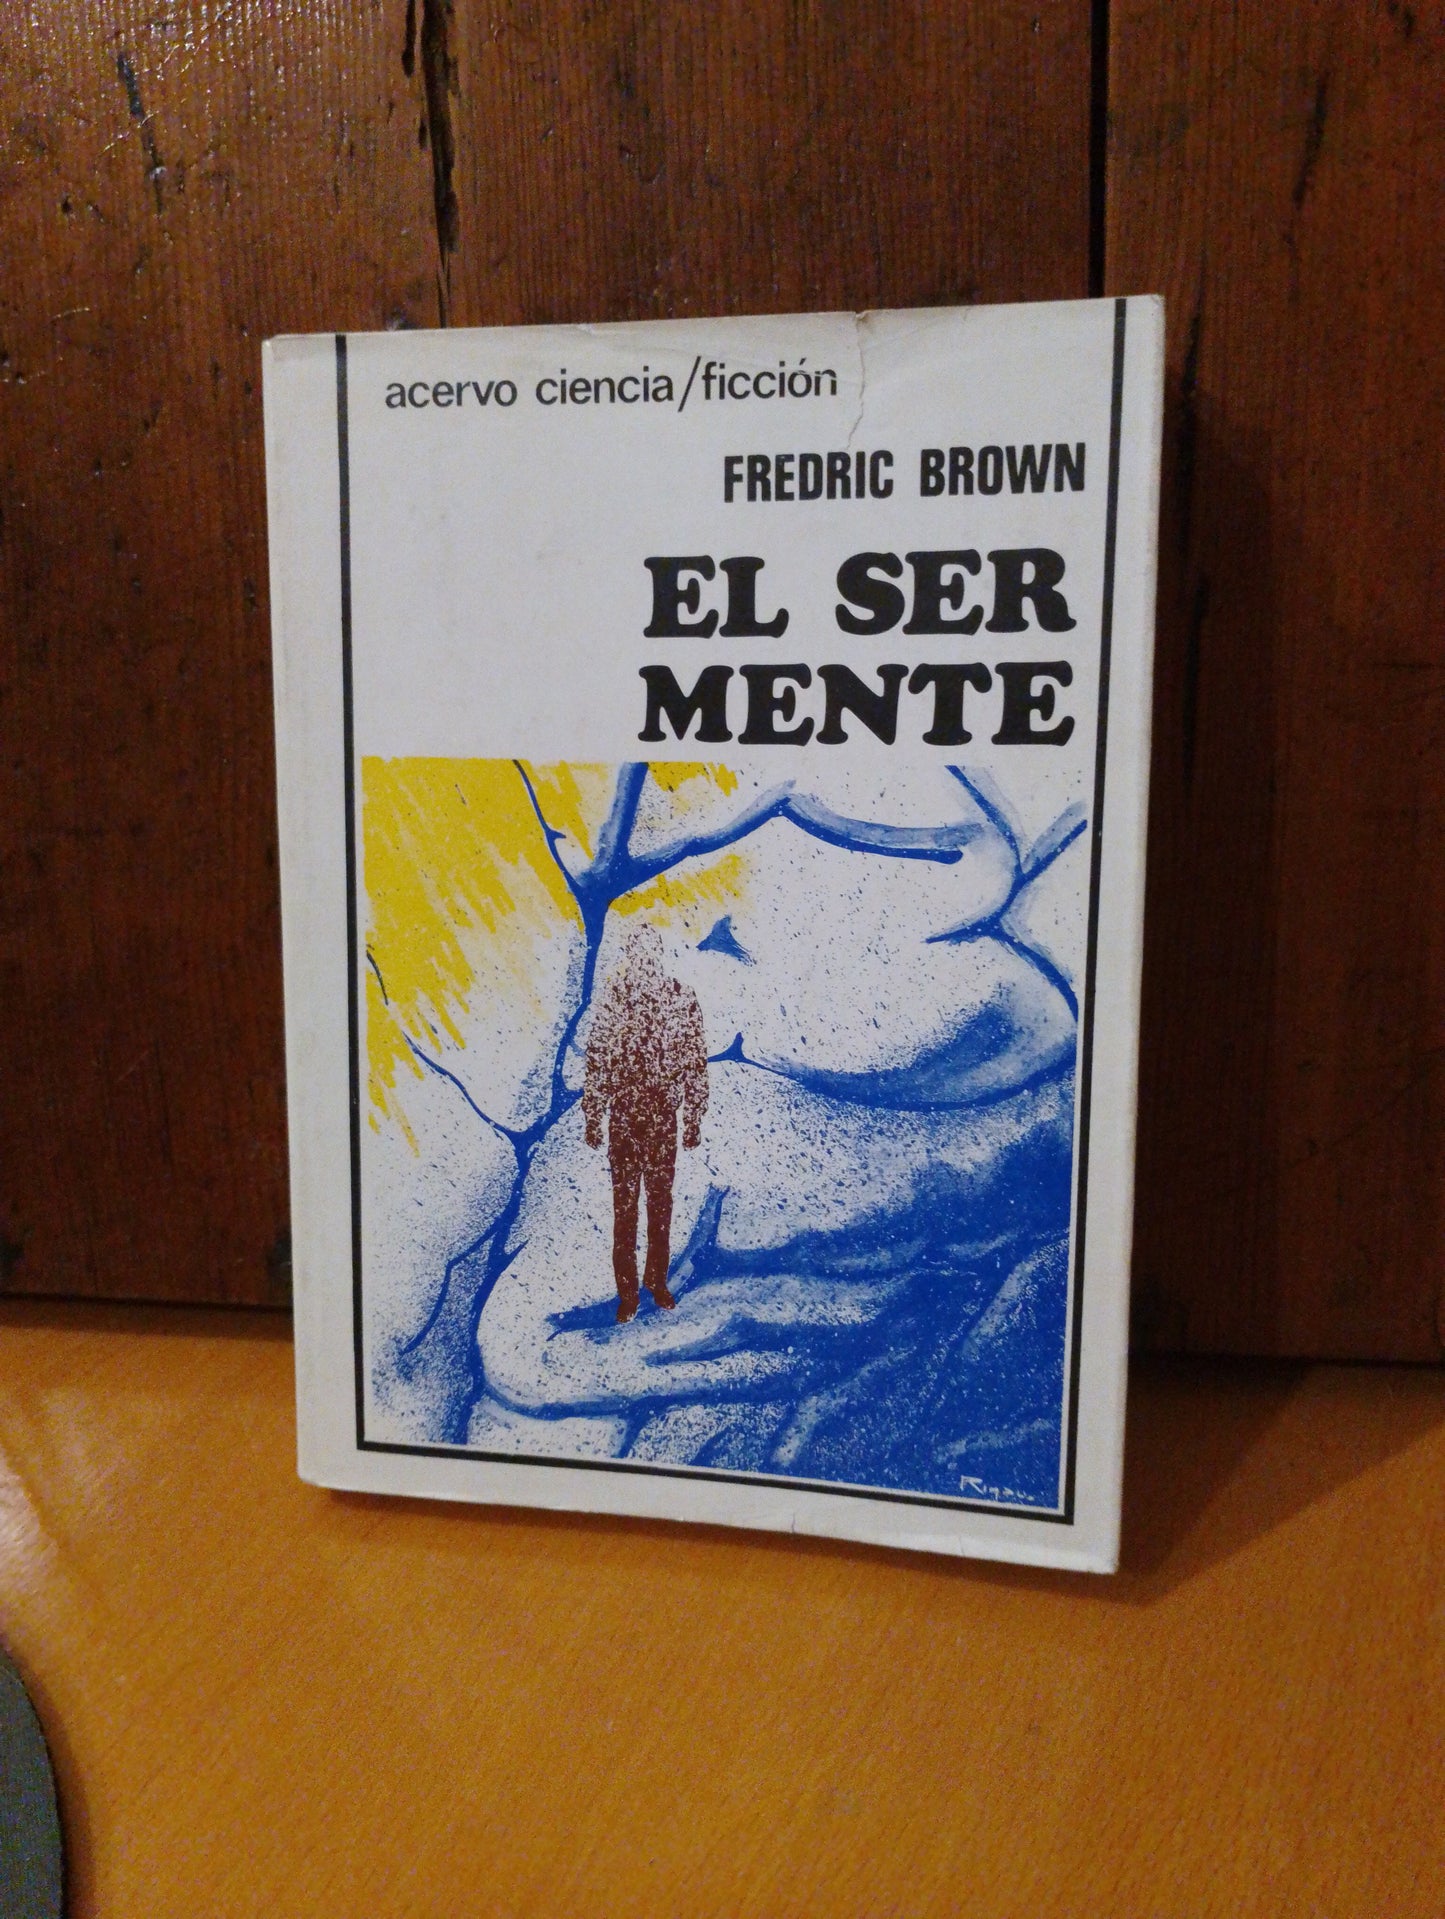 acervo ciencia/ficción
FREDRIC BROWN
EL SER
MENTE